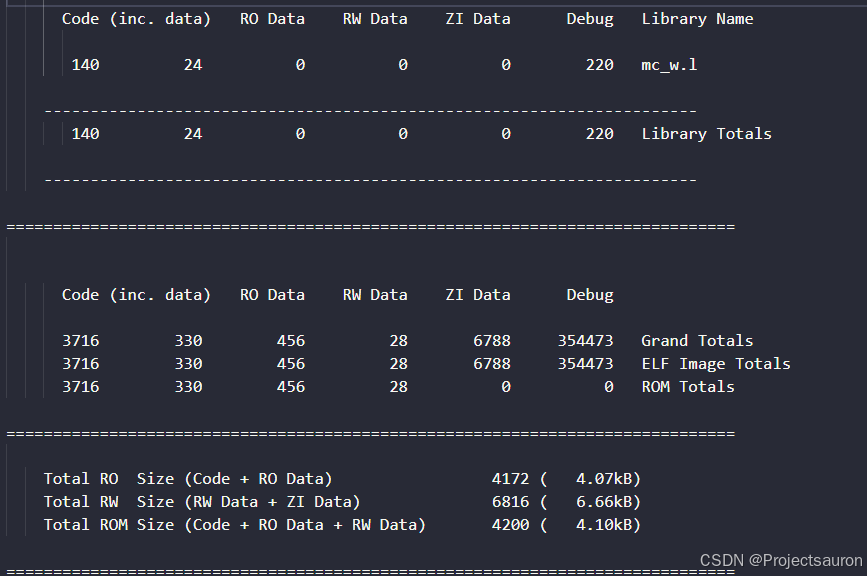 Code (inc. data)   RO Data    RW Data    ZI Data      Debug   Library Name
140         24          0          0          0        220   mc_w.l
----------------------------------------------------------------------
140         24          0          0          0        220   Library Totals
----------------------------------------------------------------------
==============================================================================
Code (inc. data)   RO Data    RW Data    ZI Data      Debug
3716        330        456         28       6788     354473   Grand Totals
3716        330        456         28       6788     354473   ELF Image Totals
3716        330        456         28          0          0   ROM Totals
==============================================================================
Total RO  Size (Code + RO Data)                 4172 (   4.07kB)
Total RW  Size (RW Data + ZI Data)              6816 (   6.66kB)
Total ROM Size (Code + RO Data + RW Data)       4200 (   4.10kB)
==============================================================================
CSDN @Projectsauron